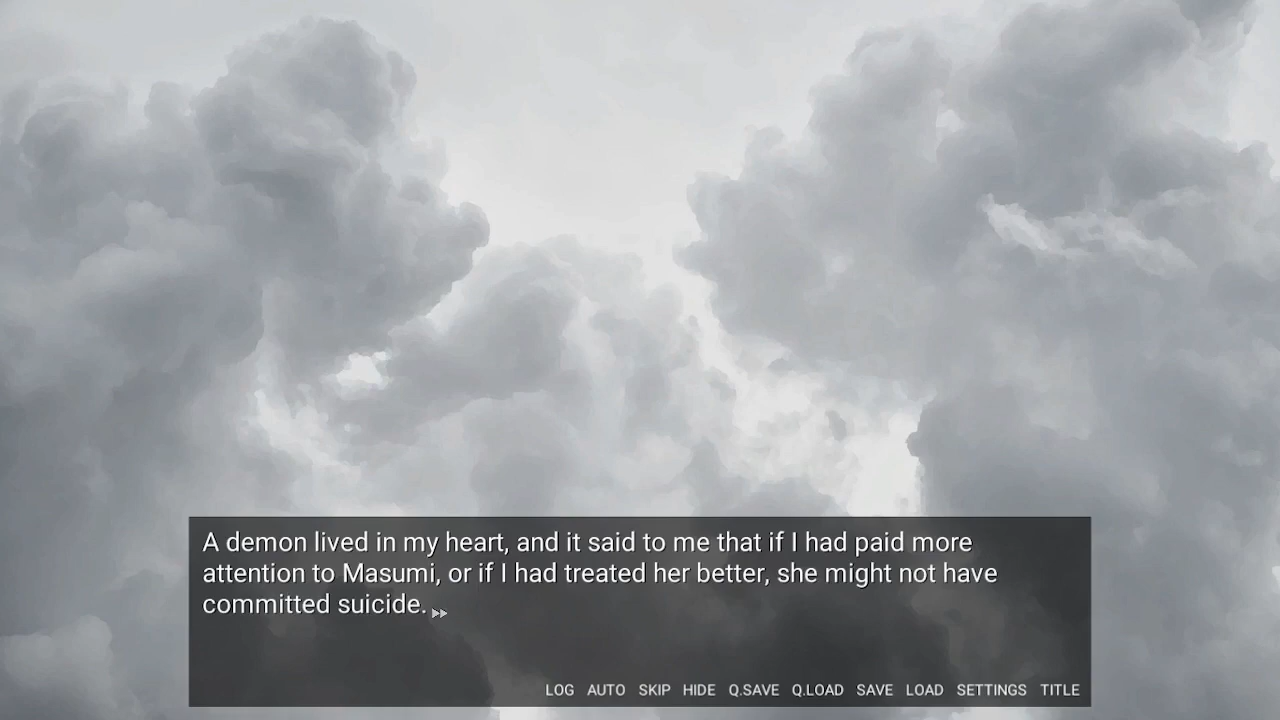 A demon lived in my heart, and it said to me that if I had paid more
attention to Masumi, or if I had treated her better, she might not have
committed suicide.
LOG AUTO SKIP HIDE Q.SAVE Q.LOAD SAVE LOAD SETTINGS TITLE